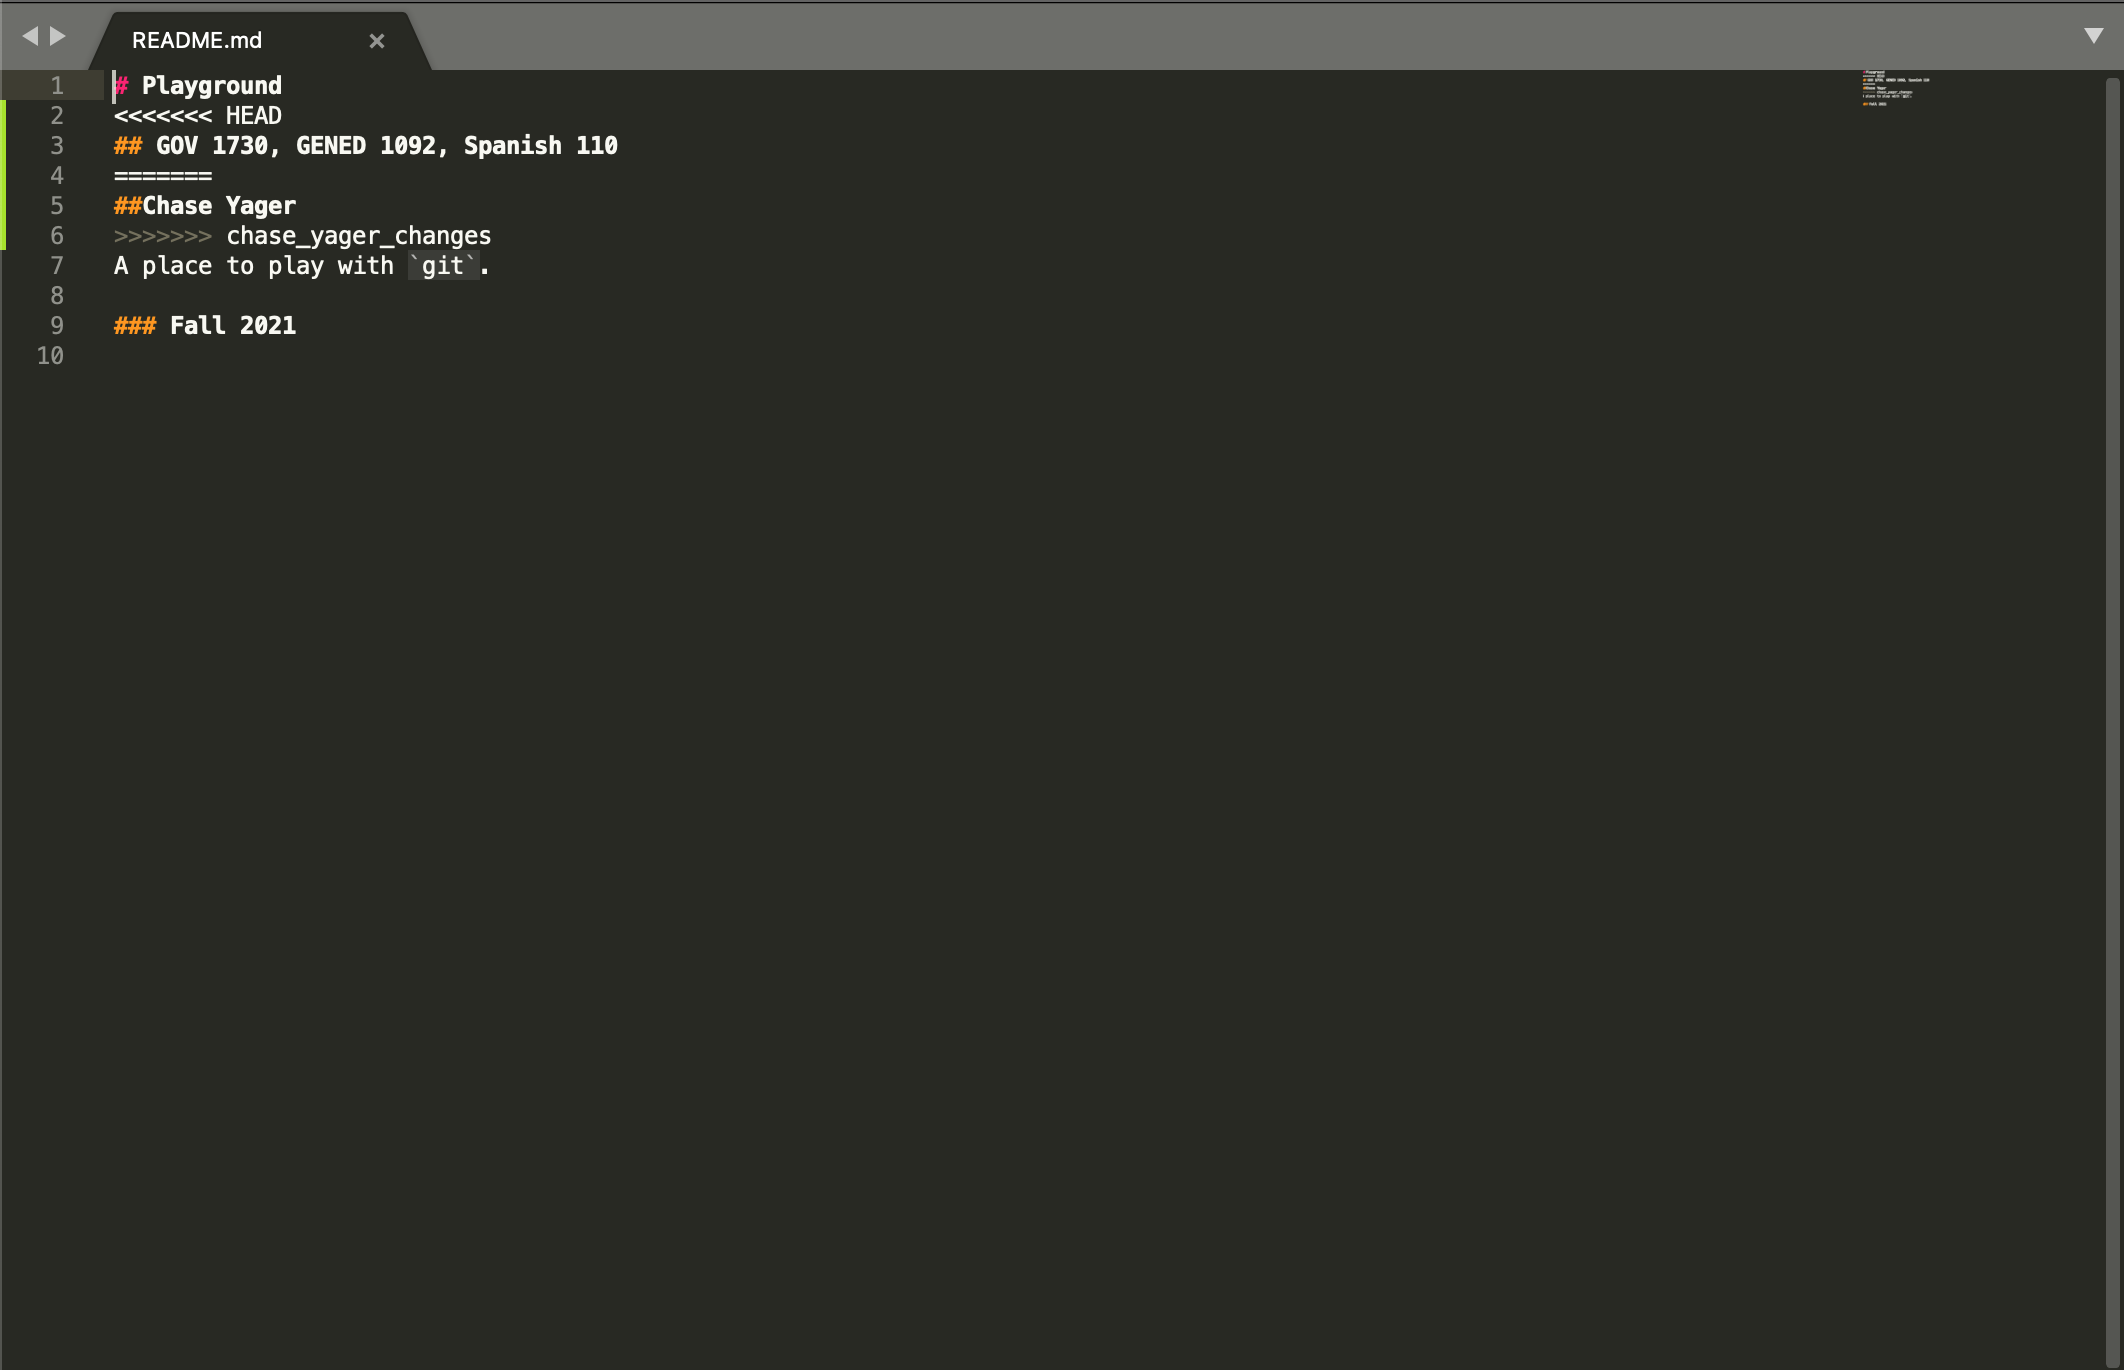 README.md
1 # Playground
2 <<<<<<< HEAD
3 ## GOV 1730, GENED 1092, Spanish 110
4 =======
5 ##Chase Yager
6 >>>>>>> chase_yager_changes
7 A place to play with `git`.
8
9 ### Fall 2021
10